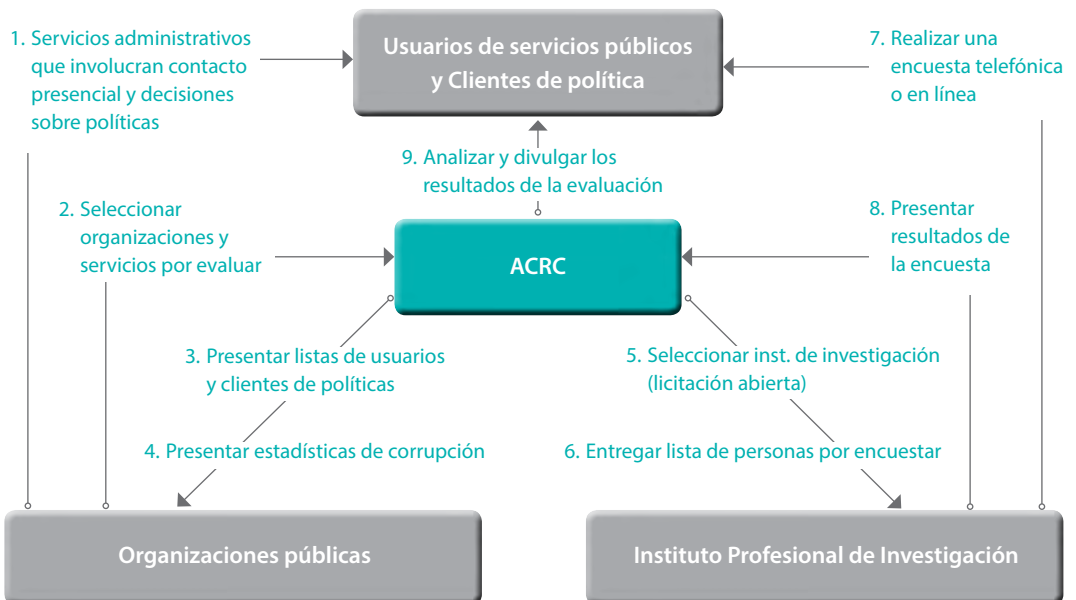 Usuarios de servicios públicos
y Clientes de política
1. Servicios administrativos
que involucran contacto
presencial y decisiones
sobre políticas
7. Realizar una
encuesta telefónica
o en línea
9. Analizar y divulgar los
resultados de la evaluación
2. Seleccionar
organizaciones y
servicios por evaluar
ACRC
8. Presentar
resultados de
la encuesta
3. Presentar listas de usuarios
y clientes de políticas
5. Seleccionar inst. de investigación
(licitación abierta)
4. Presentar estadísticas de corrupción
6. Entregar lista de personas por encuestar
Organizaciones públicas
Instituto Profesional de Investigación